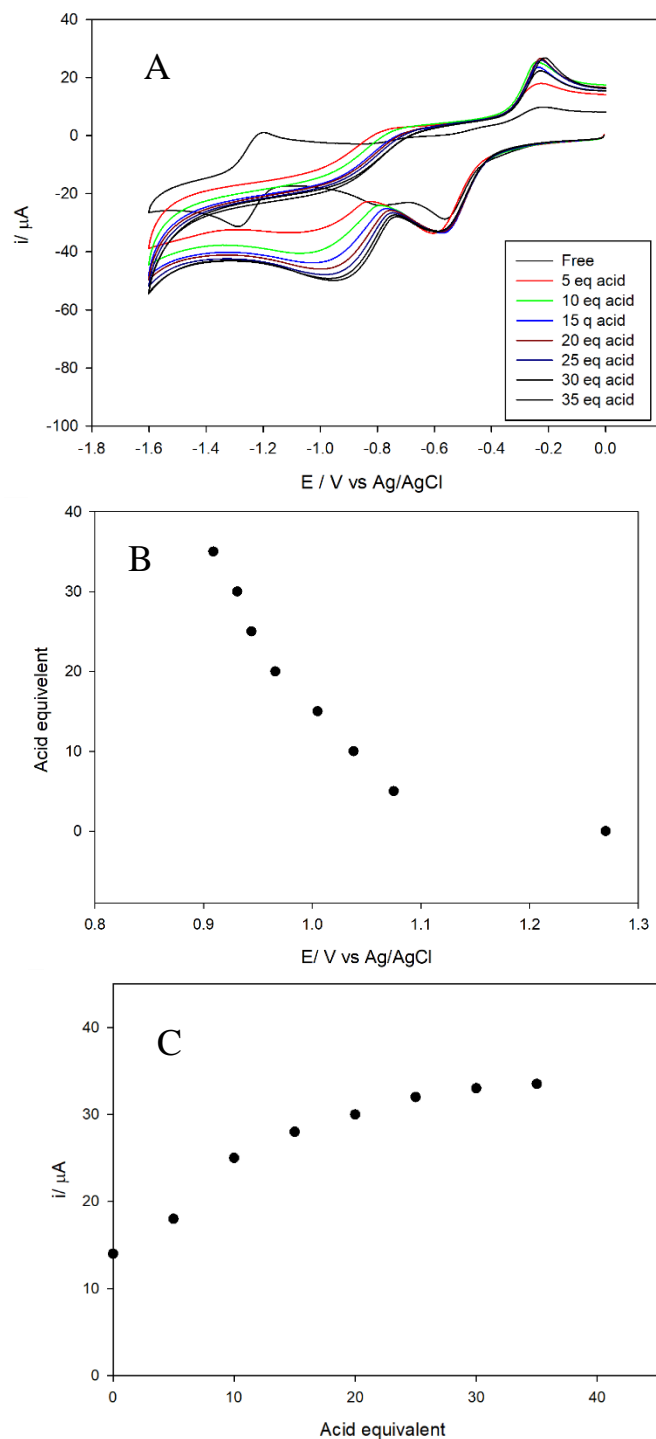 A
40
20
0
-20
-40
-60
-80
-100
i/ μA
Free
5 eq acid
10 eq acid
15 q acid
20 eq acid
25 eq acid
30 eq acid
35 eq acid
-1.8 -1.6 -1.4 -1.2 -1.0 -0.8 -0.6 -0.4 -0.2 0.0
E / V vs Ag/AgCl
B
40
30
20
10
0
Acid equivelent
0.8 0.9 1.0 1.1 1.2 1.3
E/ V vs Ag/AgCl
C
40
30
20
10
0
i/ μA
0 10 20 30 40
Acid equivalent